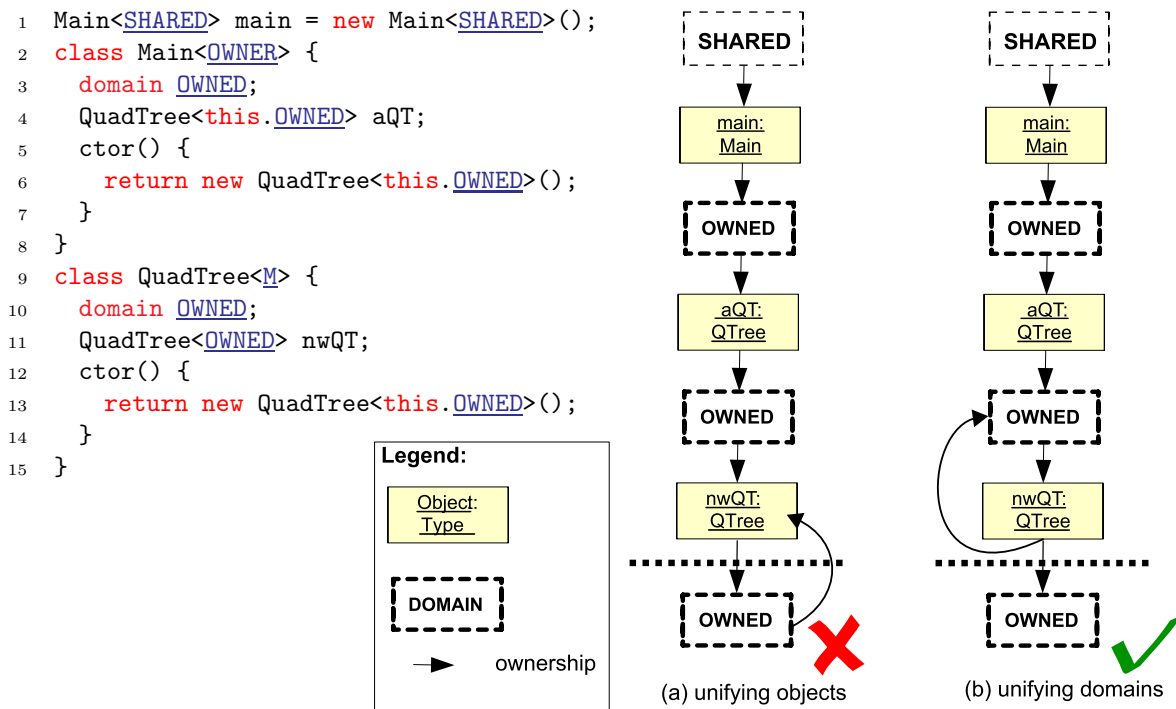 1 Main<SHARED> main = new Main<SHARED>();
2 class Main<OWNER> {
3 domain OWNED;
4 QuadTree<this.OWNED> aQT;
5 ctor() {
6 return new QuadTree<this.OWNED>();
7 }
8 }
9 class QuadTree<M> {
10 domain OWNED;
11 QuadTree<OWNED> nwQT;
12 ctor() {
13 return new QuadTree<this.OWNED>();
14 }
15 }
Legend:
Object:
Type
DOMAIN
ownership
SHARED
main:
Main
OWNED
aQT:
QTree
OWNED
nwQT:
QTree
OWNED
(a) unifying objects
SHARED
main:
Main
OWNED
aQT:
QTree
OWNED
nwQT:
QTree
OWNED
(b) unifying domains